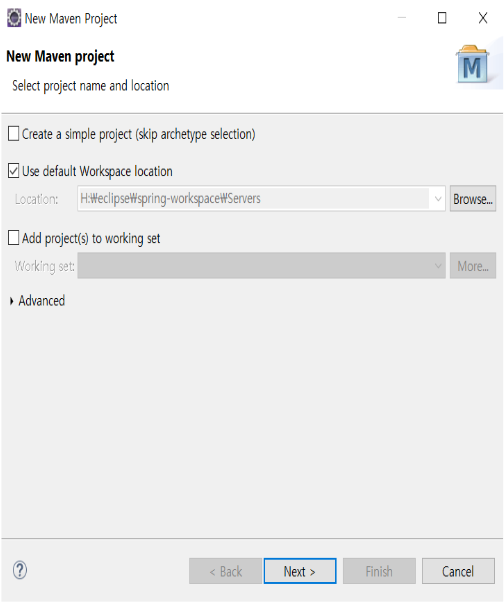 New Maven Project
New Maven project
Select project name and location
M
Create a simple project (skip archetype selection)
Use default Workspace location
Location: H:₩eclipse₩spring-workspace₩Servers Browse...
Add project(s) to working set
Working set: More...
Advanced
? < Back Next > Finish Cancel